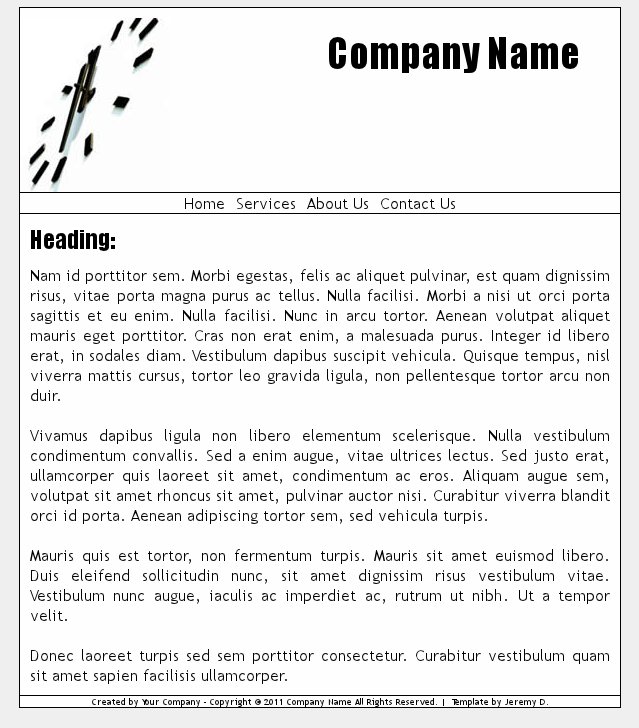 Company Name
Home Services About Us Contact Us
Heading:
Nam id porttitor sem. Morbi egestas, felis ac aliquet pulvinar, est quam dignissim
risus, vitae porta magna purus ac tellus. Nulla facilisi. Morbi a nisi ut orci porta
sagittis et eu enim. Nulla facilisi. Nunc in arcu tortor. Aenean volutpat aliquet
mauris eget porttitor. Cras non erat enim, a malesuada purus. Integer id libero
erat, in sodales diam. Vestibulum dapibus suscipit vehicula. Quisque tempus, nisl
viverra mattis cursus, tortor leo gravida ligula, non pellentesque tortor arcu non
duir.
Vivamus dapibus ligula non libero elementum scelerisque. Nulla vestibulum
condimentum convallis. Sed a enim augue, vitae ultrices lectus. Sed justo erat,
ullamcorper quis laoreet sit amet, condimentum ac eros. Aliquam augue sem,
volutpat sit amet rhoncus sit amet, pulvinar auctor nisi. Curabitur viverra blandit
orci id porta. Aenean adipiscing tortor sem, sed vehicula turpis.
Mauris quis est tortor, non fermentum turpis. Mauris sit amet euismod libero.
Duis eleifend sollicitudin nunc, sit amet dignissim risus vestibulum vitae.
Vestibulum nunc augue, iaculis ac imperdiet ac, rutrum ut nibh. Ut a tempor
velit.
Donec laoreet turpis sed sem porttitor consectetur. Curabitur vestibulum quam
sit amet sapien facilisis ullamcorper.
Created by Your Company - Copyright © 2011 Company Name All Rights Reserved. | Template by Jeremy D.